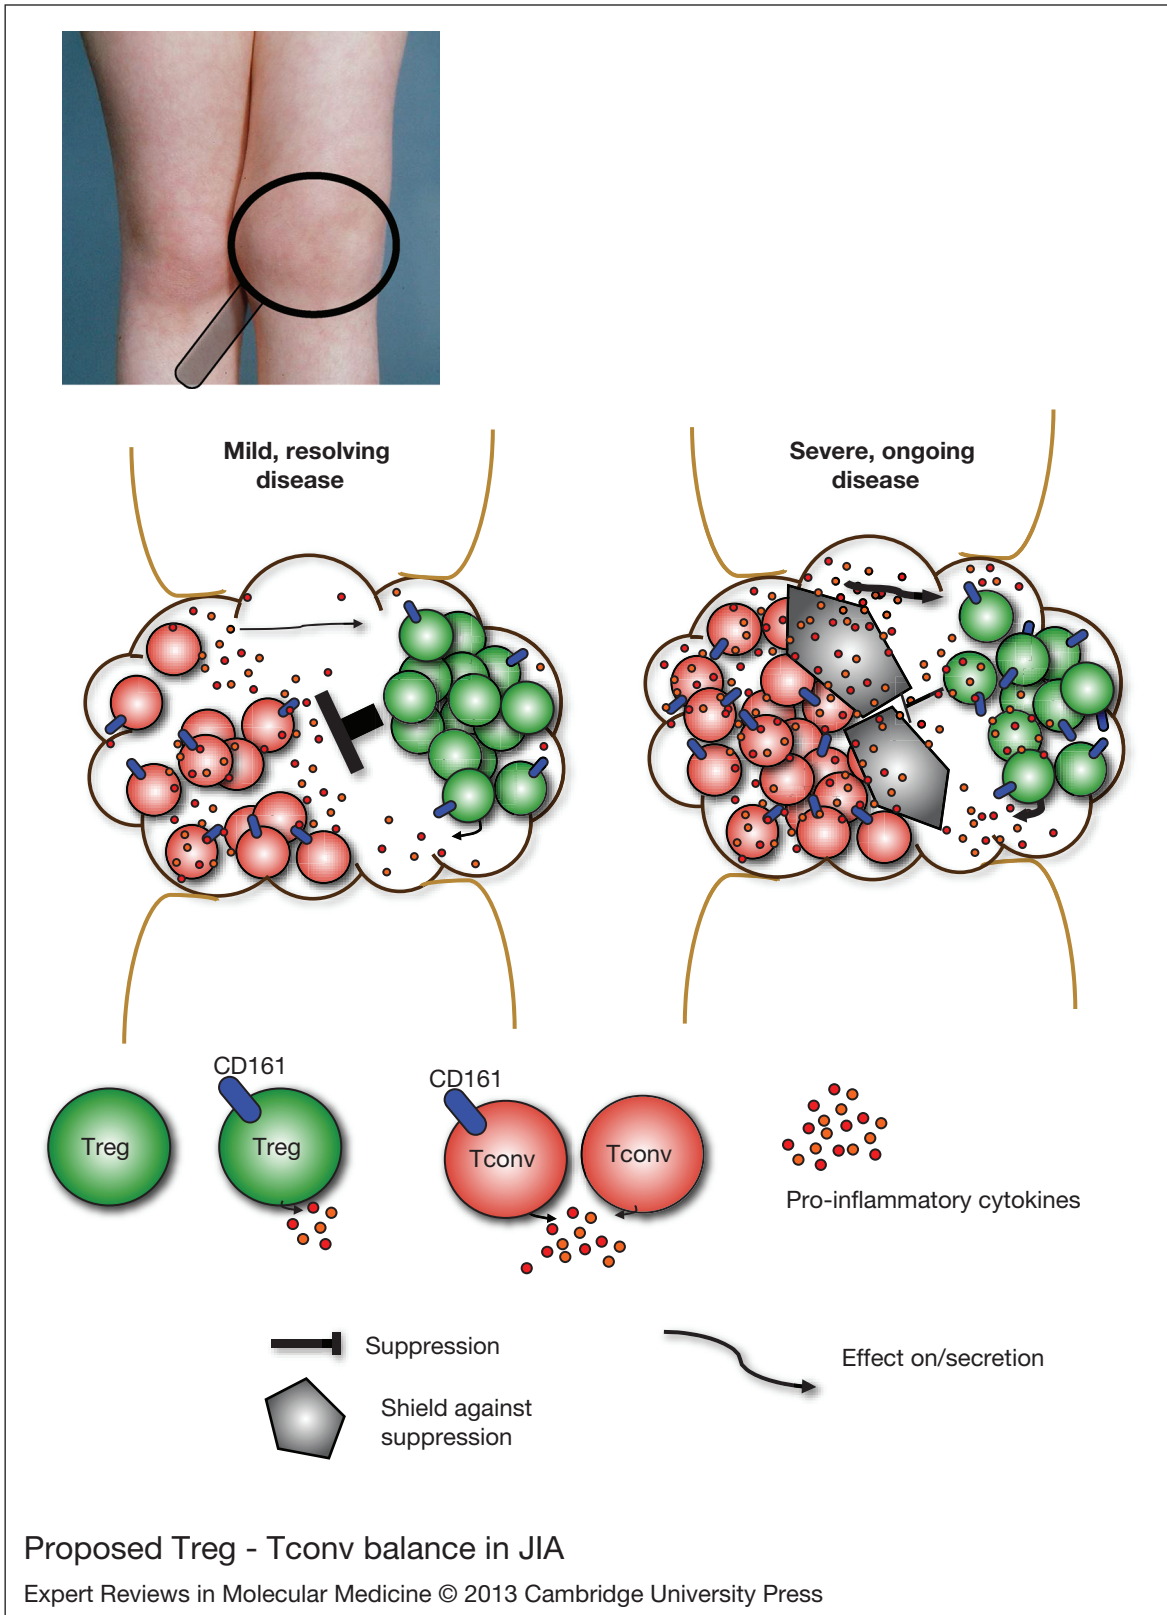 Mild, resolving
disease
Severe, ongoing
disease
CD161
CD161
Treg
Treg
Tconv
Tconv
Pro-inflammatory cytokines
Suppression
Effect on/secretion
Shield against
suppression
Proposed Treg - Tconv balance in JIA
Expert Reviews in Molecular Medicine © 2013 Cambridge University Press